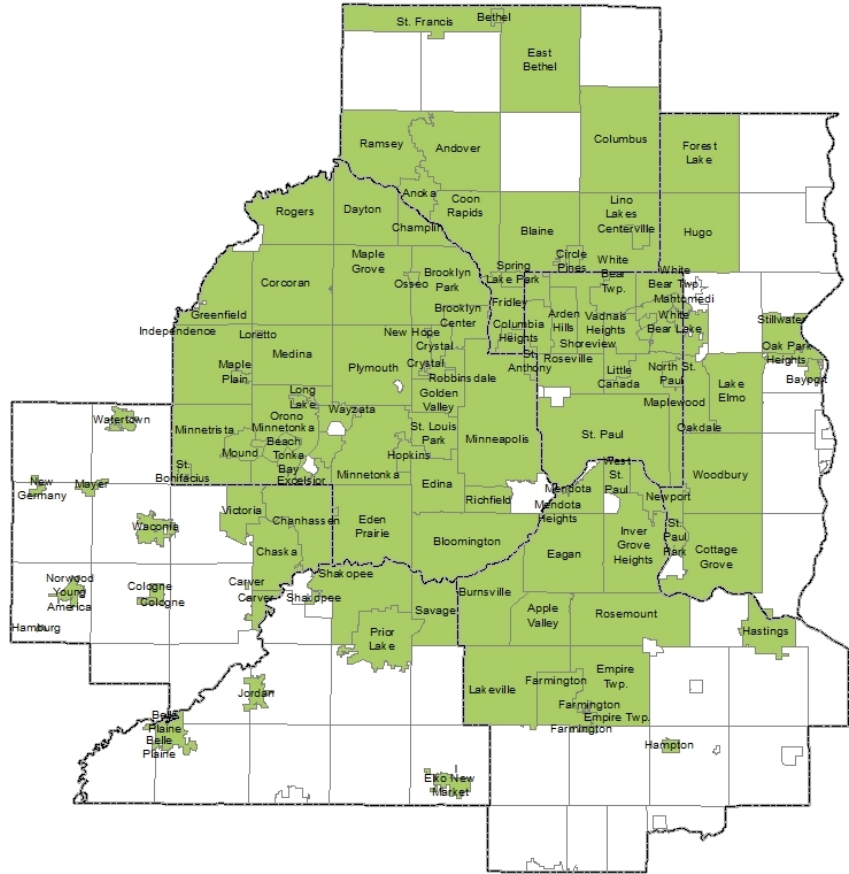 St. Francis
Bethel
East
Bethel
Ramsey
Andover
Columbus
Forest
Lake
Anoka
Coon
Rapids
Lino
Lakes
Centerville
Rogers
Dayton
Champlin
Blaine
Hugo
Maple
Grove
Circle
Pines
White
Bear
Twp.
Spring
Lake Park
White
Bear Twp.
Corcoran
Osseo
Brooklyn
Park
Mahtomedi
Greenfield
Brooklyn
Center
Fridley
Arden
Hills
Vadnais
Heights
White
Bear Lake
Stillwater
Independence
Loretto
New Hope
Crystal
Columbia
Heights
Shoreview
Oak Park
Heights
Medina
Crystal
St.
Anthony
Roseville
Maple
Plain
Plymouth
Robbinsdale
Little
Canada
North St.
Paul
Bayport
Long
Lake
Golden
Valley
Lake
Elmo
Maplewood
Watertown
Orono
Wayzata
Minnetrista
Minnetonka
Beach
St. Louis
Park
Minneapolis
St. Paul
Oakdale
Mound
Tonka
Bay
Hopkins
St.
Bonifacius
Excelsior
Minnetonka
West
St.
Paul
Woodbury
New
Germany
Mayer
Edina
Richfield
Mendota
Newport
Victoria
Chanhassen
Eden
Prairie
Mendota
Heights
Waconia
Bloomington
Inver
Grove
Heights
St.
Paul
Park
Chaska
Eagan
Cottage
Grove
Norwood
Young
America
Cologne
Cologne
Carver
Carver
Shakopee
Shakopee
Burnsville
Savage
Apple
Valley
Rosemount
Hamburg
Prior
Lake
Hastings
Jordan
Lakeville
Farmington
Empire
Twp.
Farmington
Empire Twp.
Farmington
Belle
Plaine
Belle
Plaine
Hampton
Elko New
Market